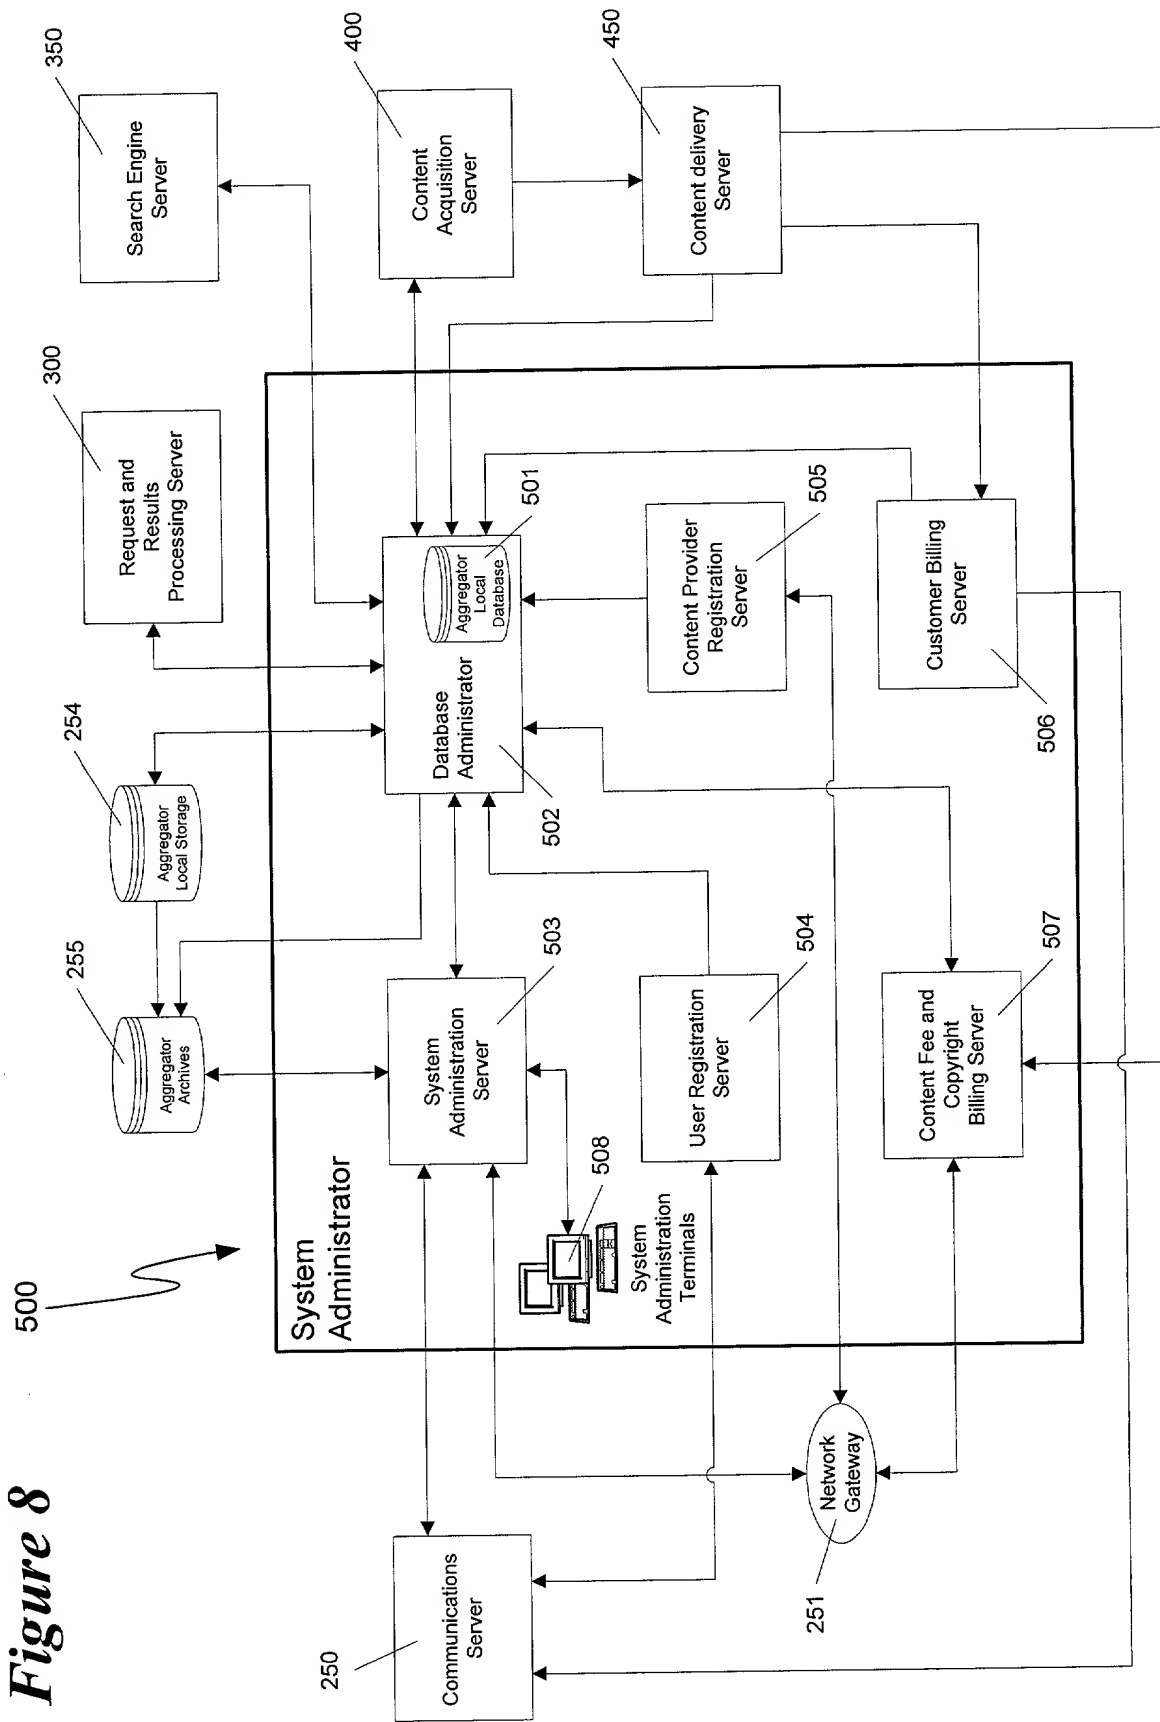 Figure 8
500
255
254
300
350
Aggregator
Archives
Aggregator
Local Storage
Request and
Results
Processing Server
Search Engine
Server
System
Administrator
250
Communications
Server
System
Administration
Server
503
Database
Administrator
502
Aggregator
Local
Database
501
Content
Acquisition
Server
400
508
System
Administration
Terminals
User Registration
Server
504
Content Provider
Registration
Server
505
Content delivery
Server
450
251
Network
Gateway
Content Fee and
Copyright
Billing Server
507
Customer Billing
Server
506